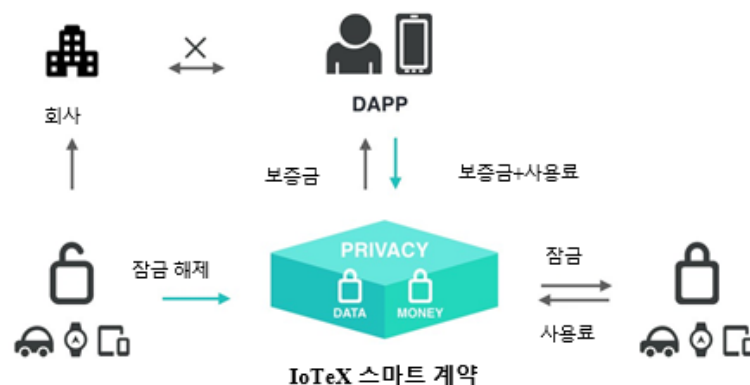 회사
DAPP
보증금
보증금+사용료
잠금 해제
PRIVACY
DATA
MONEY
잠금
사용료
IoTeX 스마트 계약